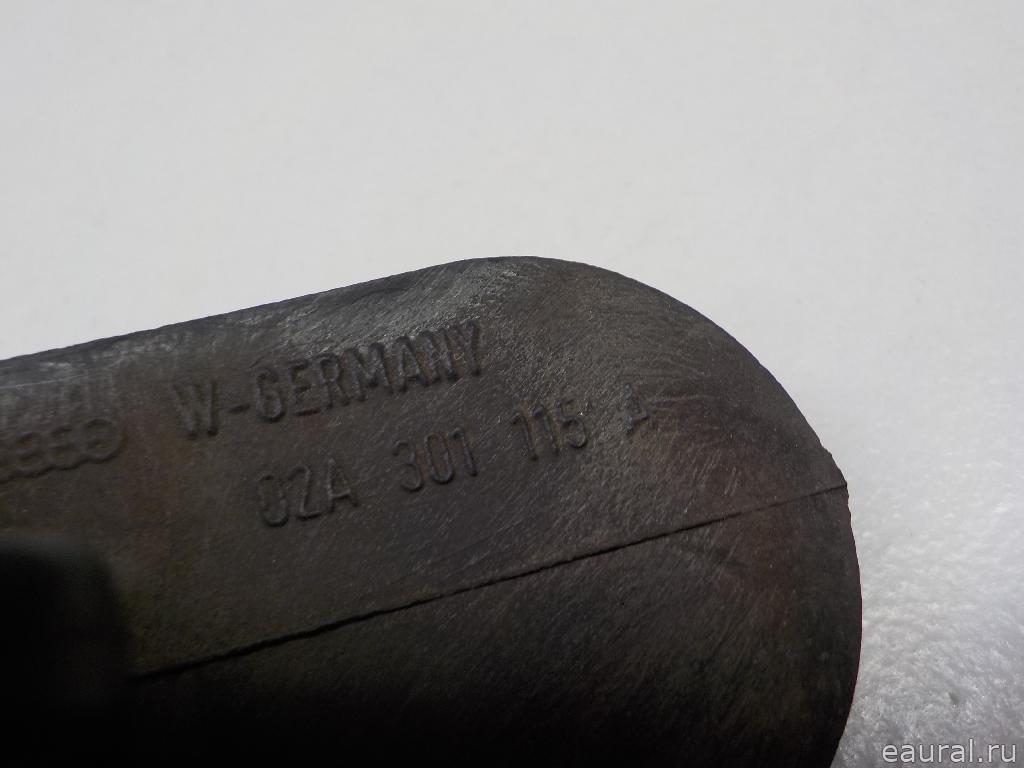 W-GERMANY
02A 301 115 A
eaural.ru